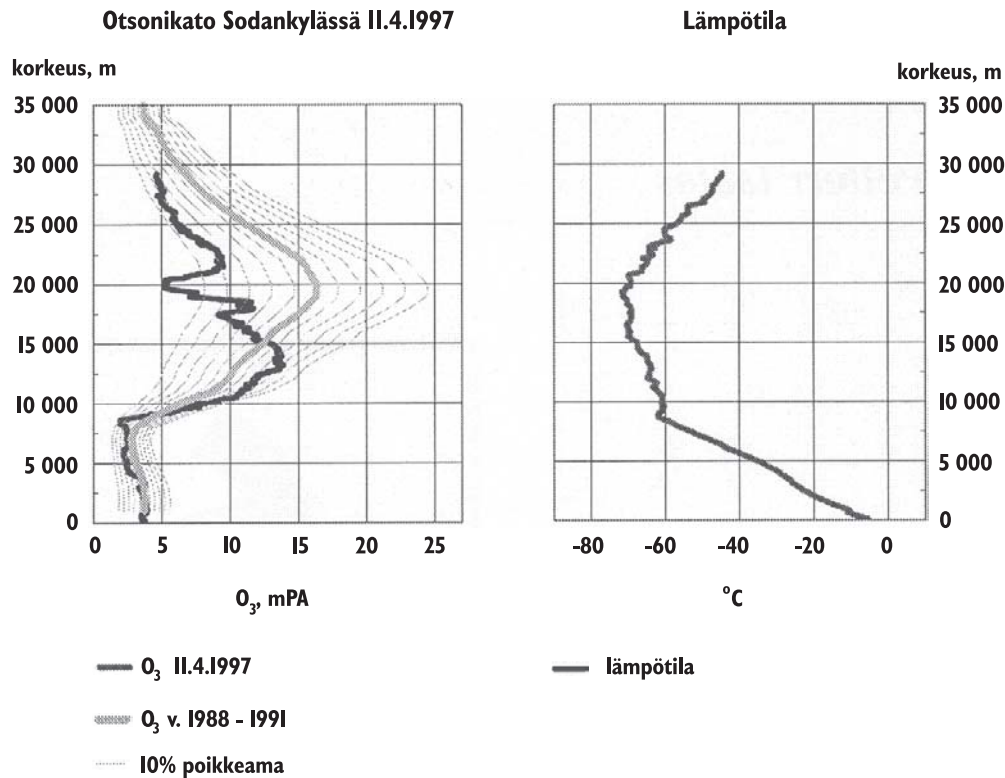 Otsonikato Sodankylässä 11.4.1997
korkeus, m
35 000
30 000
25 000
20 000
15 000
10 000
5 000
0
0 5 10 15 20 25
O₃, mPA
O₃ 11.4.1997
O₃ v. 1988 - 1991
10% poikkeama
Lämpötila
korkeus, m
35 000
30 000
25 000
20 000
15 000
10 000
5 000
0
-80 -60 -40 -20 0
°C
lämpötila